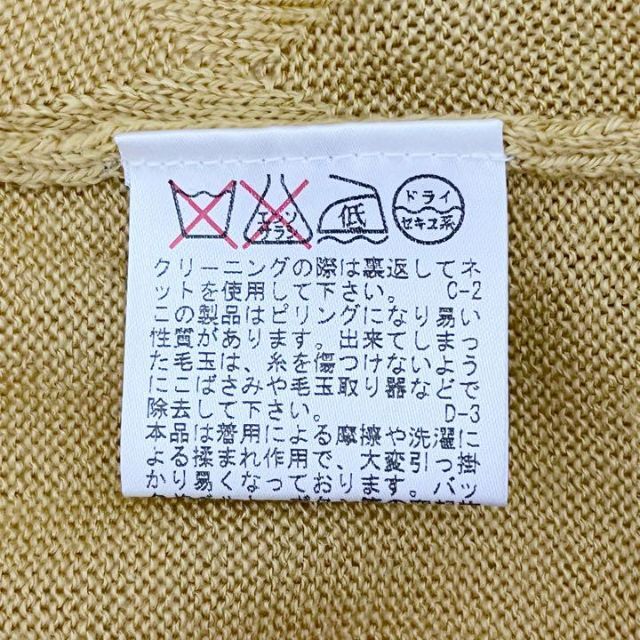 エンソ
サラシ
低
ドライ
セキユ系
クリーニングの際は裏返してネ
ットを使用して下さい。 C-2
この製品はピリングになり易い
性質があります。出来てしまっ
た毛玉は、糸を傷つけないよう
にこばさみや毛玉取り器などで
除去して下さい。 D-3
本品は着用による摩擦や洗濯に
よる揉まれ作用で、大変引っ掛
かり易くなっております。バッ